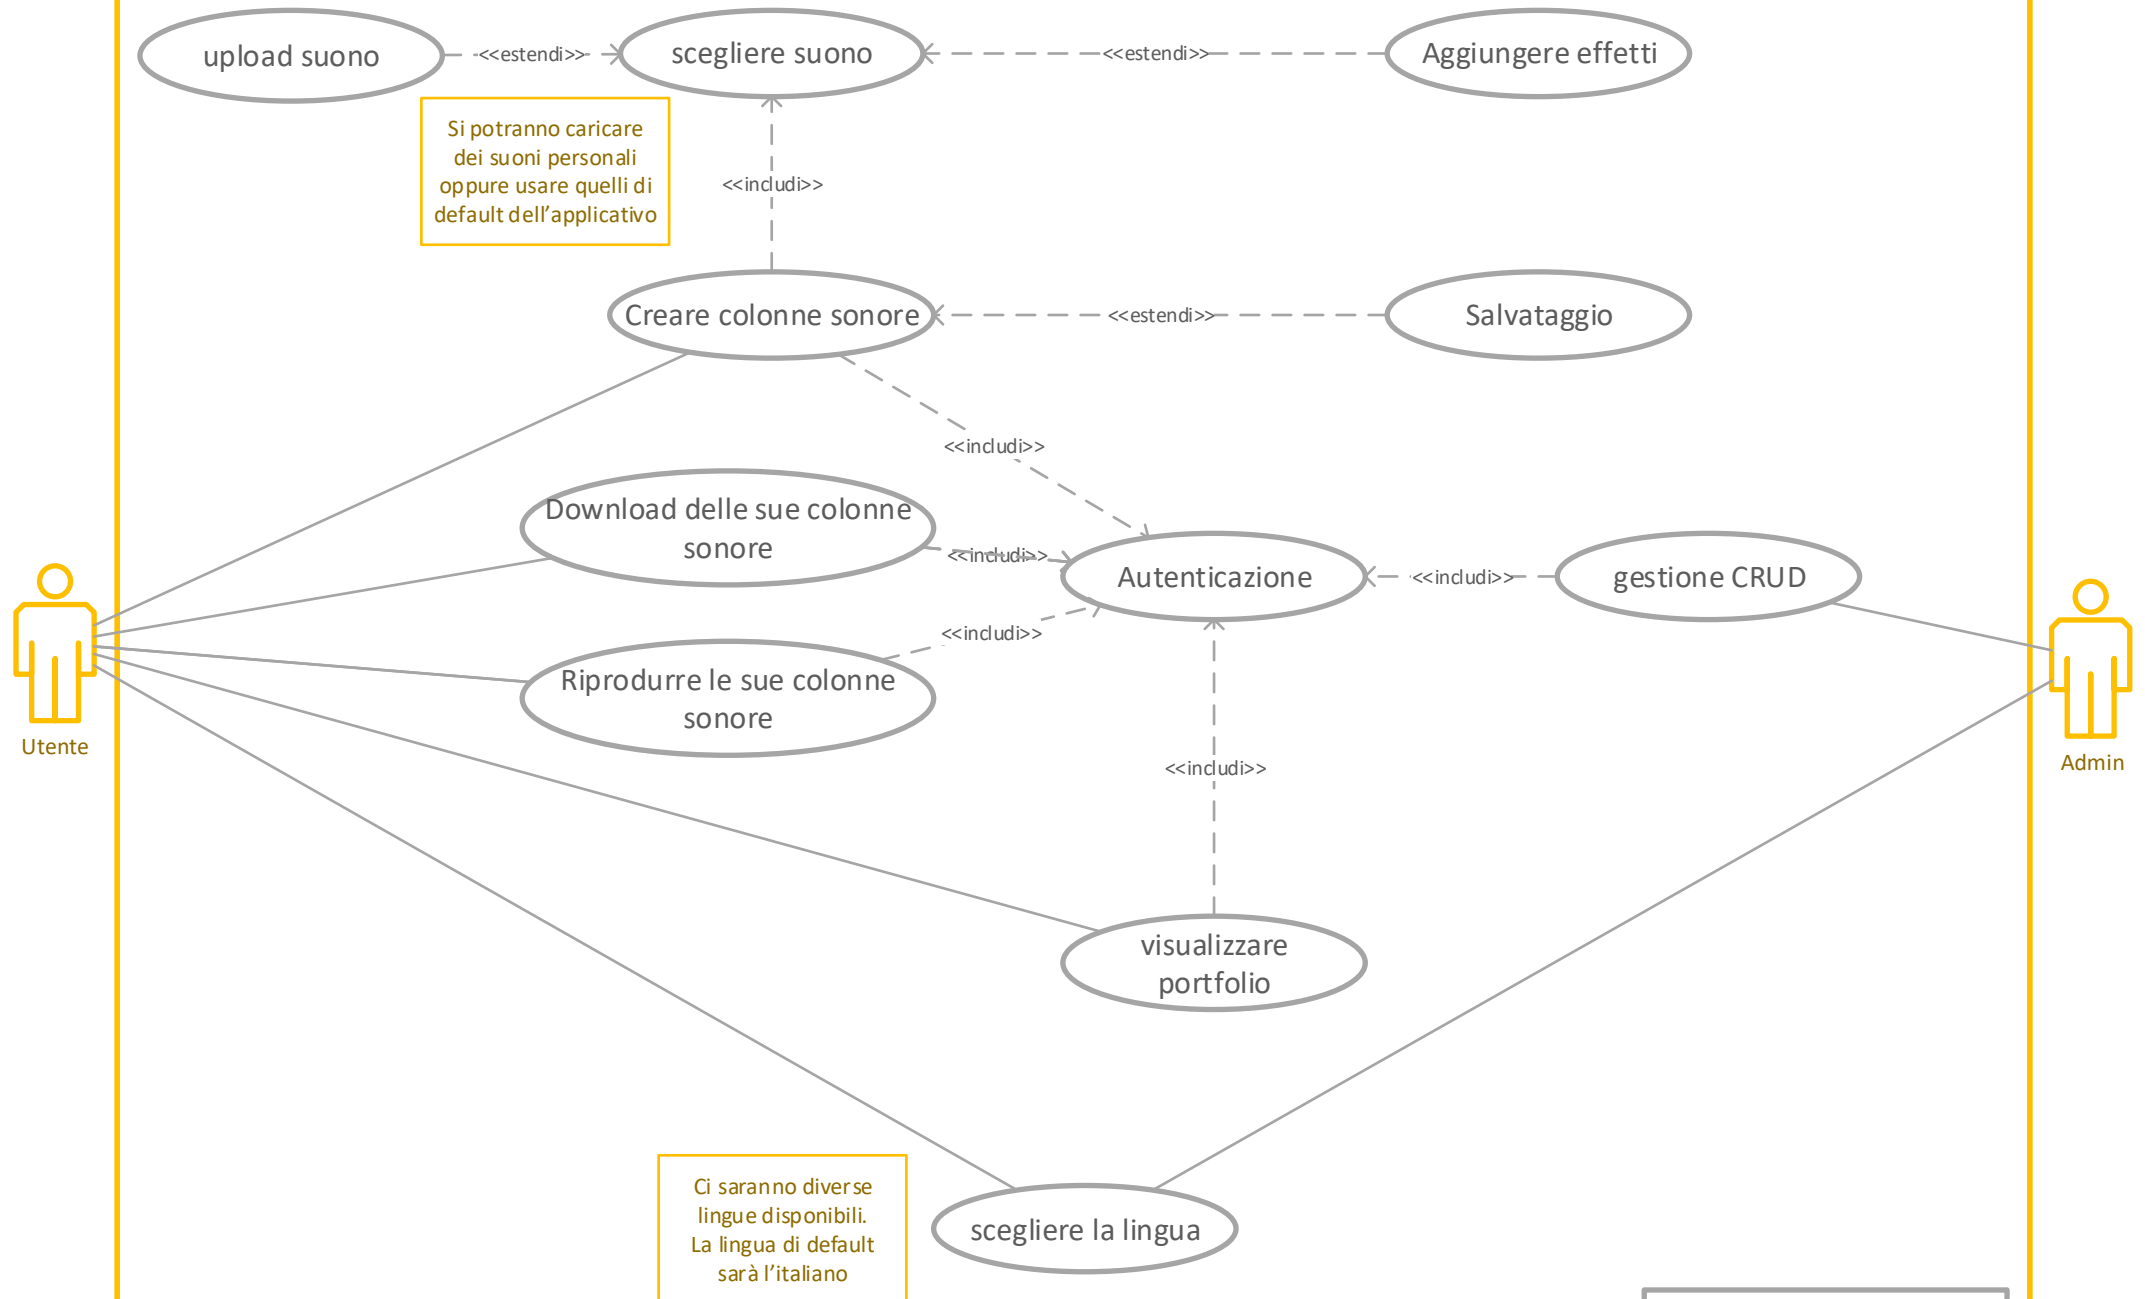 upload suono
<<estendi>>
scegliere suono
<<estendi>>
Aggiungere effetti
Si potranno caricare
dei suoni personali
oppure usare quelli di
default dell'applicativo
<<includi>>
Creare colonne sonore
<<estendi>>
Salvataggio
<<includi>>
Download delle sue colonne
sonore
<<includi>>
Autenticazione
<<includi>>
gestione CRUD
<<includi>>
Riprodurre le sue colonne
sonore
Utente
Admin
<<includi>>
visualizzare
portfolio
Ci saranno diverse
lingue disponibili.
La lingua di default
sarà l'italiano
scegliere la lingua